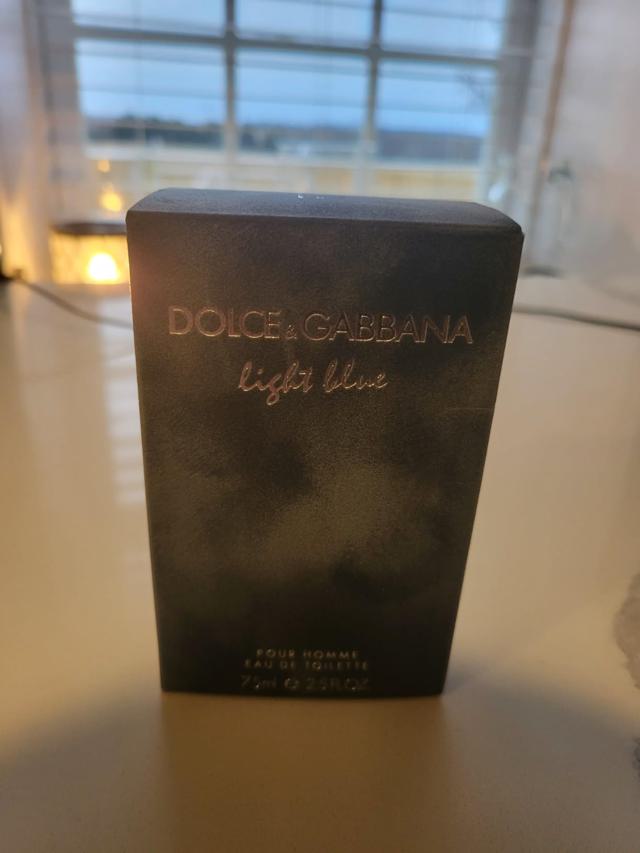 DOLCE & GABBANA
light blue
POUR HOMME
EAU DE TOILETTE
75ml ℮ 2.5FL.OZ.